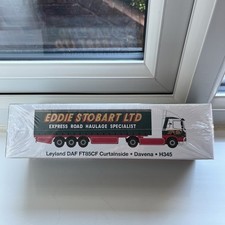 EDDIE STOBART LTD
EXPRESS ROAD HAULAGE SPECIALIST
Leyland DAF FT85CF Curtainside • Davena • H345